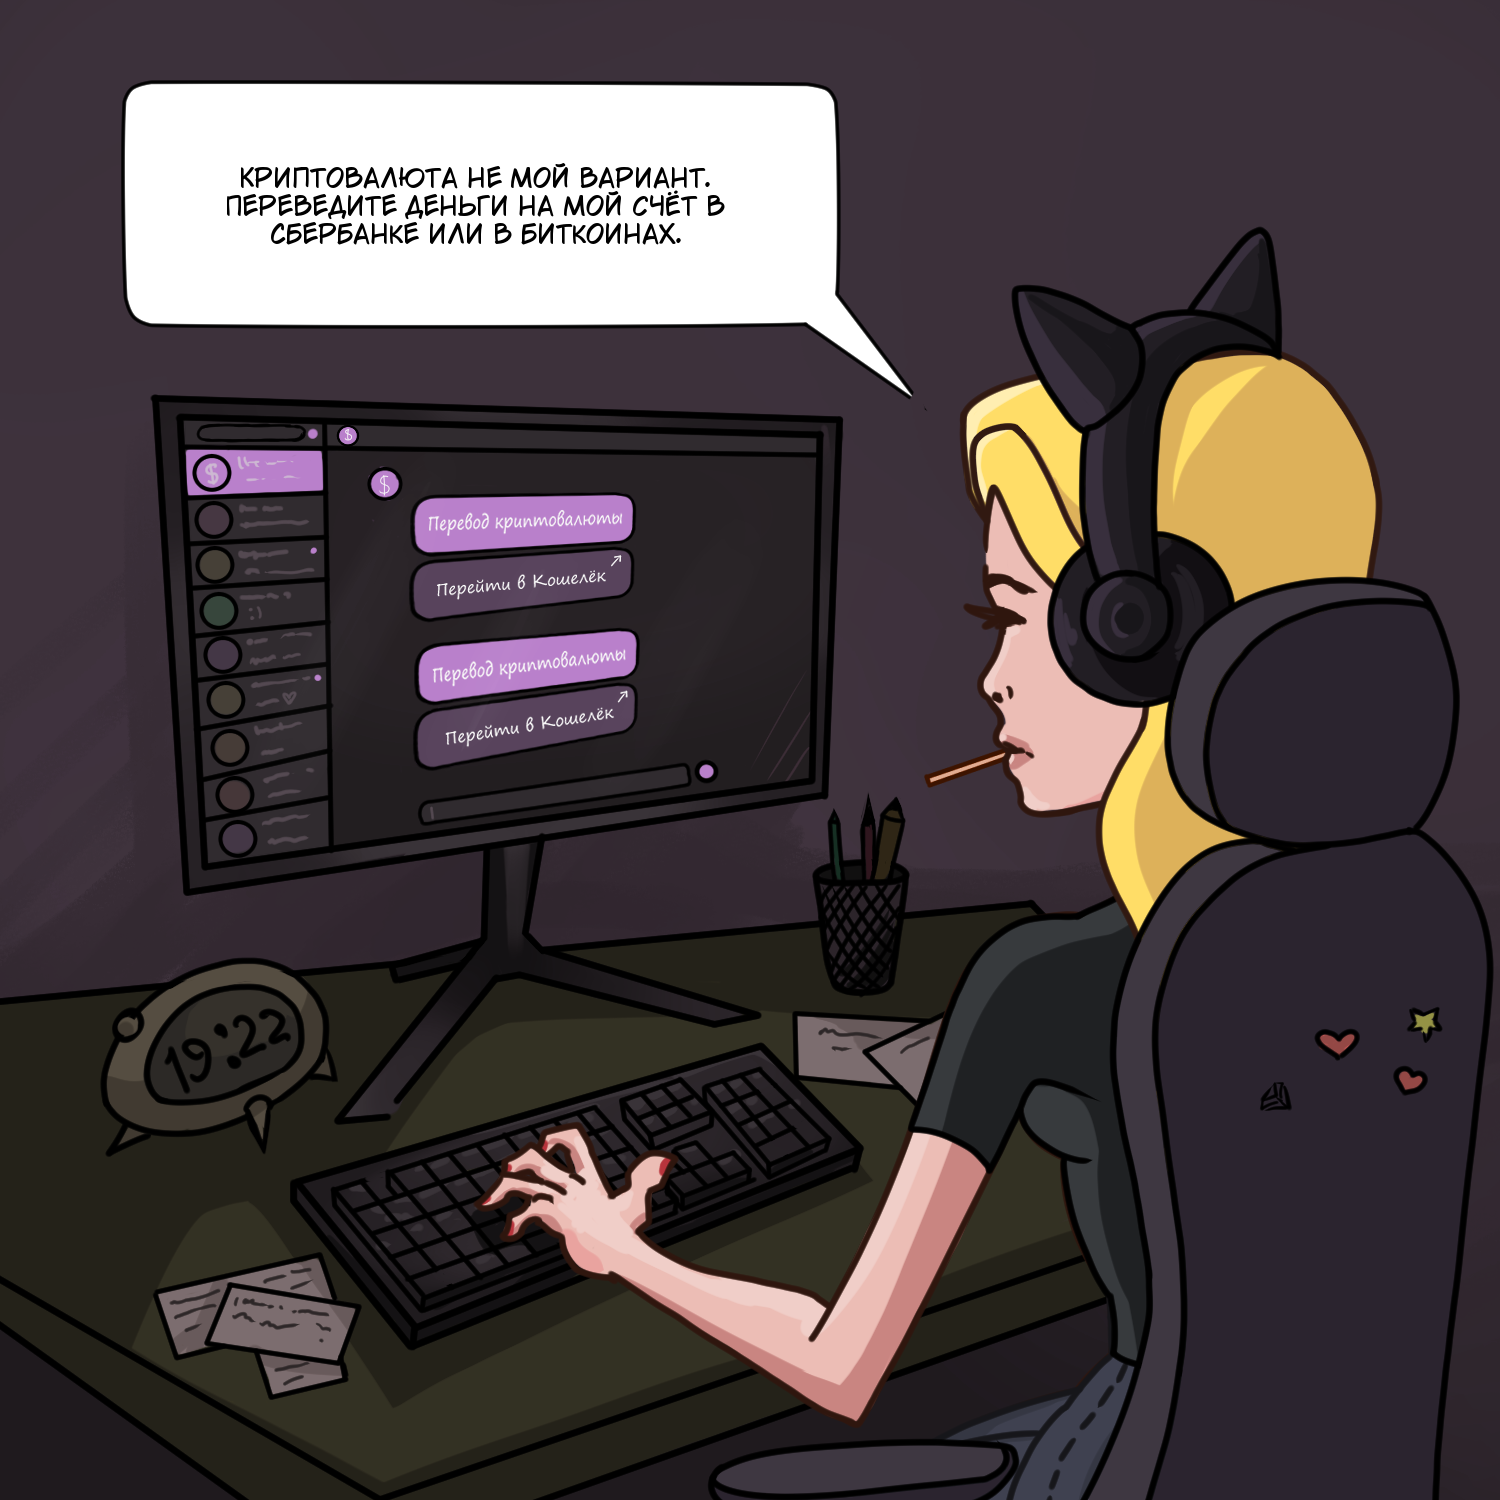 КРИПТОВАЛЮТА НЕ МОЙ ВАРИАНТ.
ПЕРЕВЕДИТЕ ДЕНЬГИ НА МОЙ СЧЁТ В
СБЕРБАНКЕ ИЛИ В БИТКОИНАХ.
$
$
$
Перевод криптовалюты
Перейти в Кошелёк
:)
Перевод криптовалюты
Перейти в Кошелёк
19:22